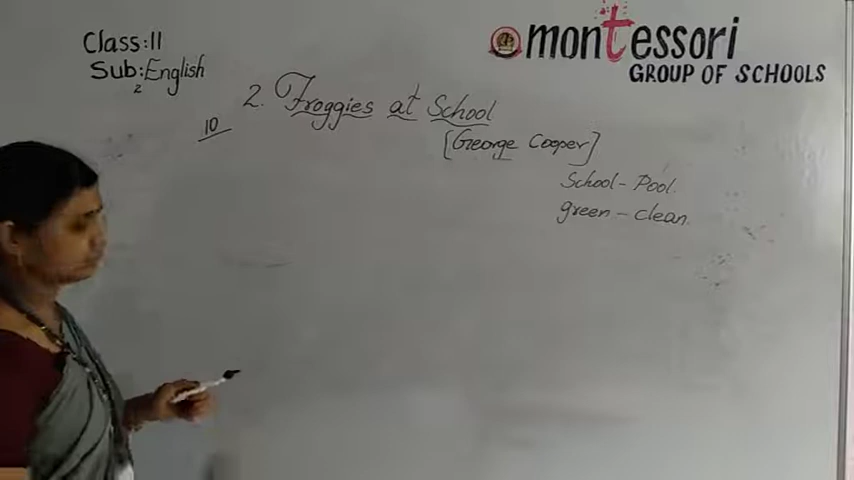 Class:II
Sub:English
2
montessori
GROUP OF SCHOOLS
2. Froggies at School
10
[George Cooper]
School - Pool.
green - clean.